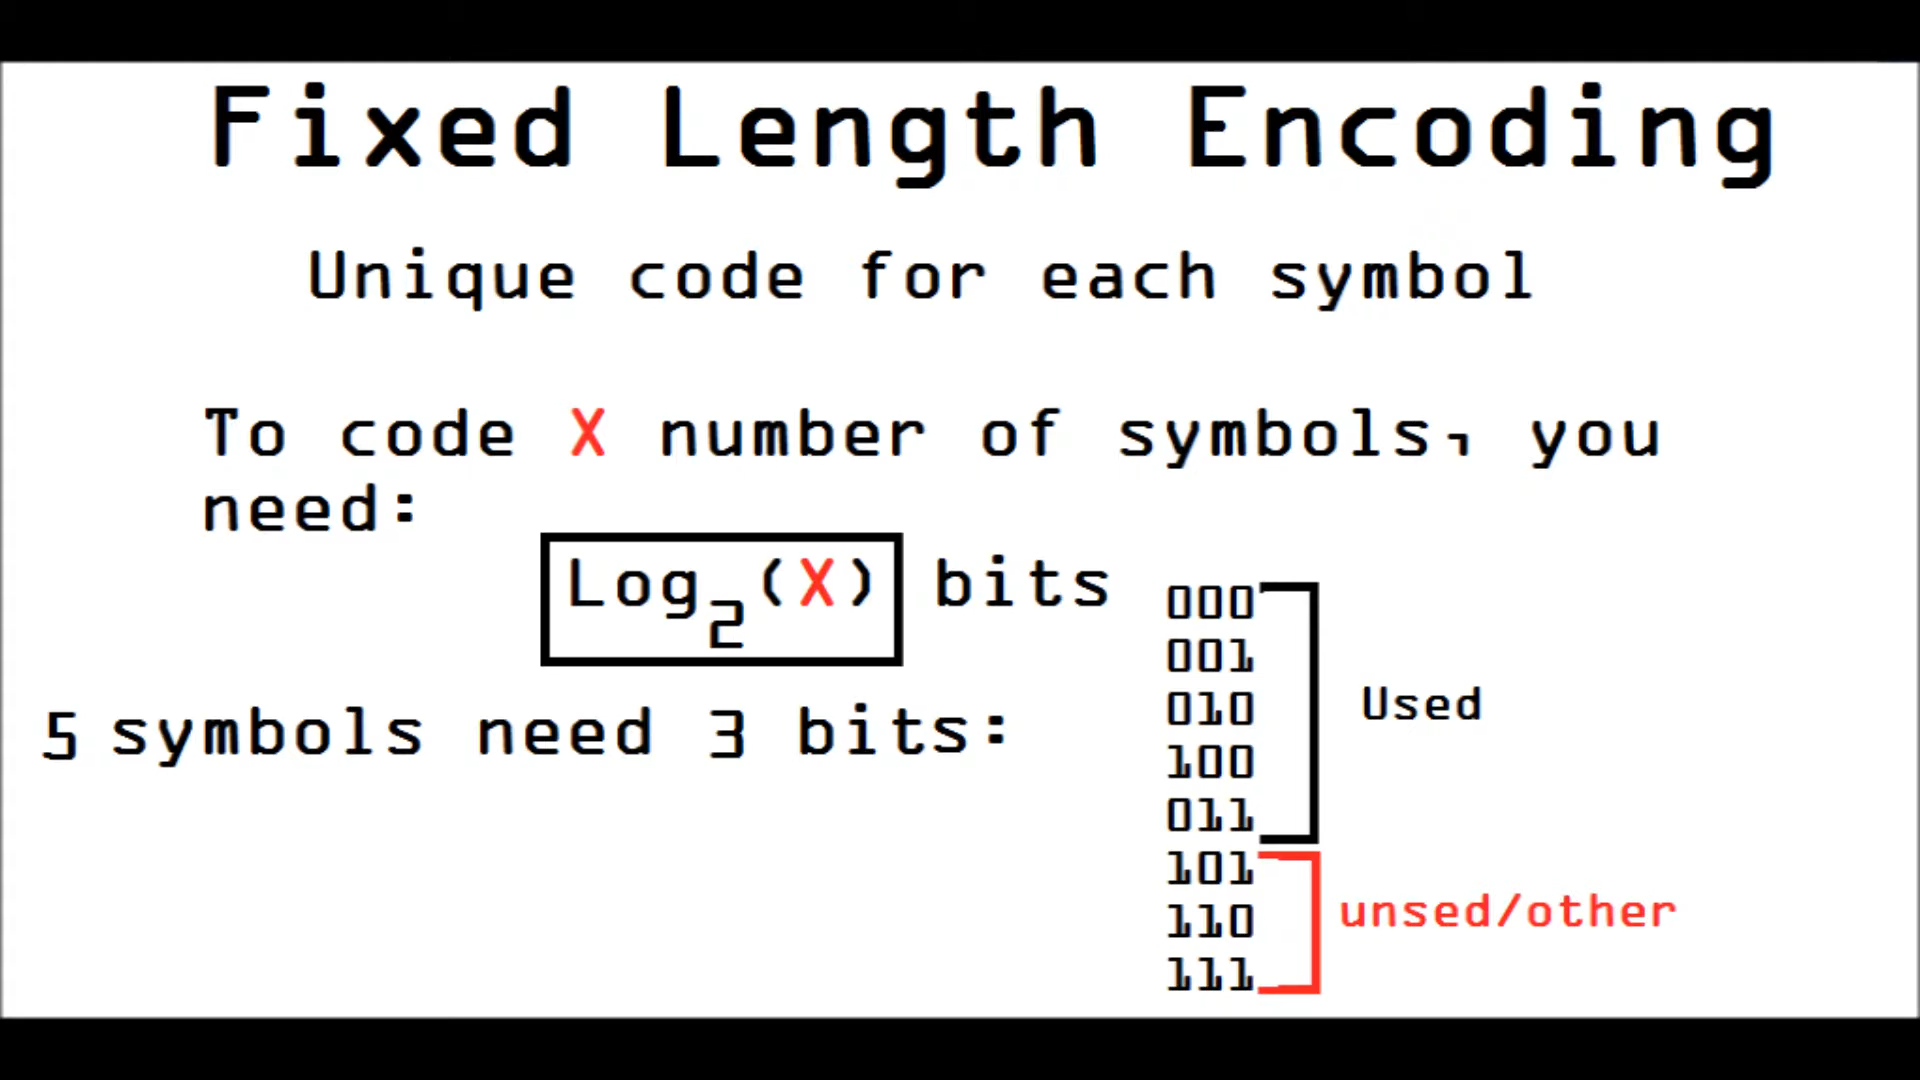 Fixed Length Encoding
Unique code for each symbol
To code X number of symbols, you
need:
Log2(X) bits
5 symbols need 3 bits:
000
001
010
100
011
101
110
111
Used
unsed/other